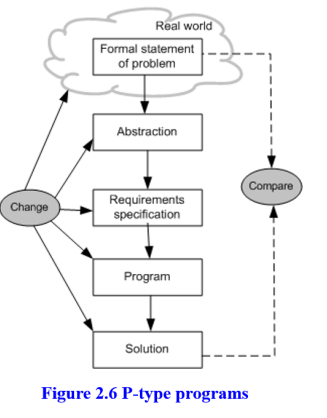 Real world
Formal statement
of problem
Abstraction
Compare
Change
Requirements
specification
Program
Solution
Figure 2.6 P-type programs